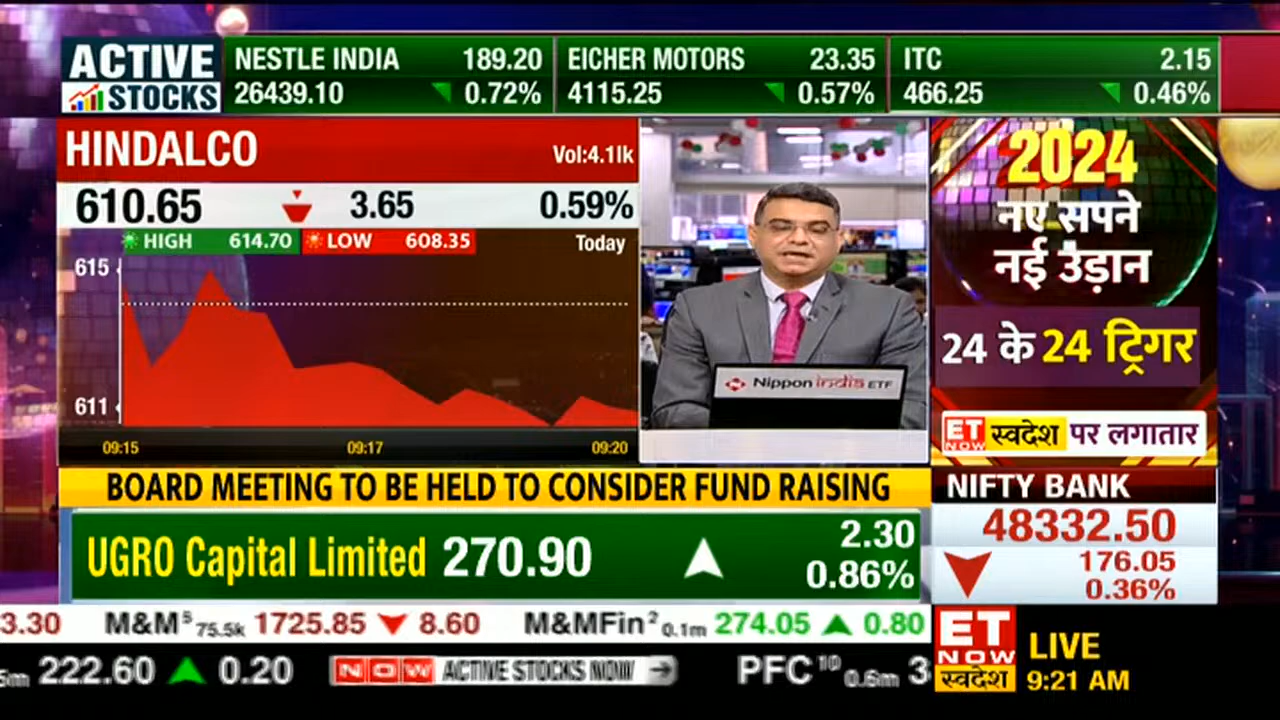 ACTIVE STOCKS
NESTLE INDIA 189.20
26439.10 0.72%
EICHER MOTORS 23.35
4115.25 0.57%
ITC 2.15
466.25 0.46%
HINDALCO Vol:4.1lk
610.65 3.65 0.59%
HIGH 614.70 LOW 608.35 Today
615
611
09:15 09:17 09:20
Nippon india ETF
2024
नए सपने
नई उड़ान
24 के 24 ट्रिगर
ET NOW स्वदेश पर लगातार
BOARD MEETING TO BE HELD TO CONSIDER FUND RAISING
UGRO Capital Limited 270.90 2.30
0.86%
NIFTY BANK
48332.50
176.05
0.36%
3.30 M&M 5 75.5k 1725.85 8.60 M&MFin 2 0.1m 274.05 0.80
5m 222.60 0.20 NOW ACTIVE STOCKS NOW PFC 10 0.6m 3
ET NOW स्वदेश
LIVE
9:21 AM